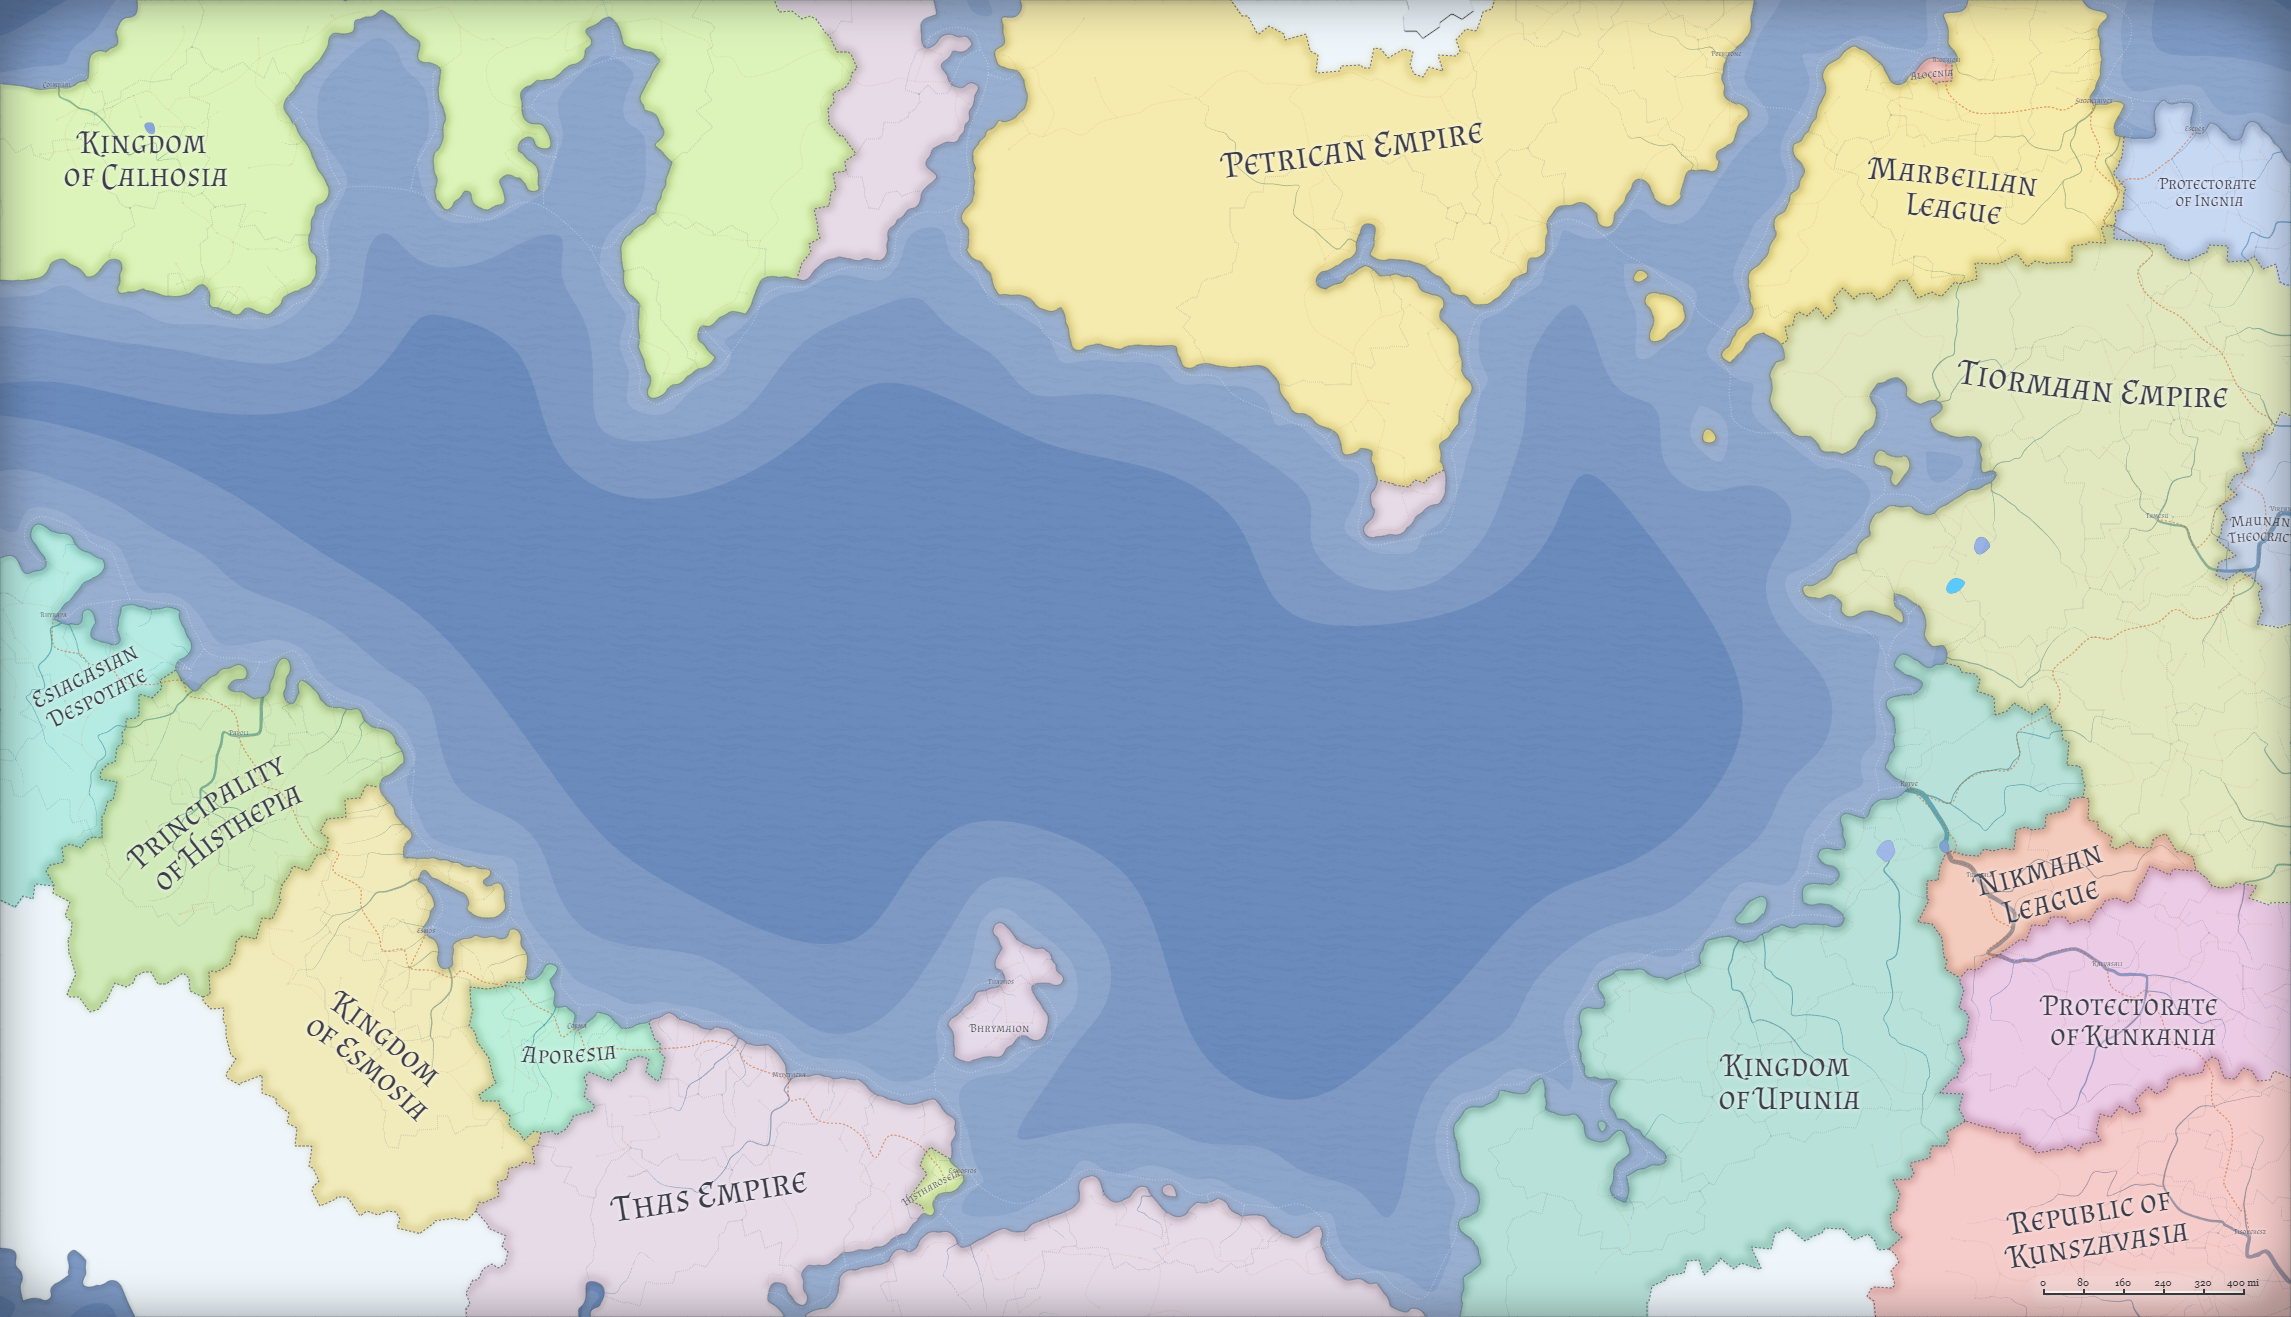 Kingdom
of Calhosia
Petrican Empire
Alocenia
Marbeilian
League
Protectorate
of Ingnia
Tiormaan Empire
Maunan
Theocrac
Esiagasian
Despotate
Principality
of Histhepia
Kingdom
of Esmosia
Aporesia
Bhrymaion
Thas Empire
Histharoseia
Nikmaan
League
Protectorate
of Kunkania
Kingdom
of Upunia
Republic of
Kunszavasia
0 80 160 240 320 400 mi